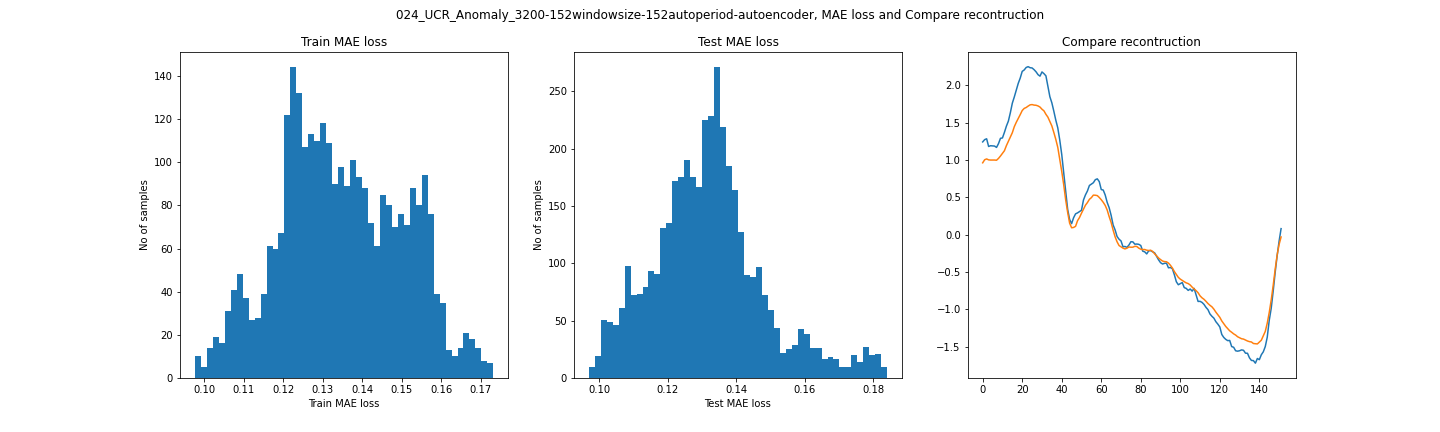 024_UCR_Anomaly_3200-152windowsize-152autoperiod-autoencoder, MAE loss and Compare recontruction
Train MAE loss
Test MAE loss
Compare recontruction
No of samples
140
120
100
80
60
40
20
0
0.10 0.11 0.12 0.13 0.14 0.15 0.16 0.17
Train MAE loss
No of samples
250
200
150
100
50
0
0.10 0.12 0.14 0.16 0.18
Test MAE loss
2.0
1.5
1.0
0.5
0.0
−0.5
−1.0
−1.5
0 20 40 60 80 100 120 140